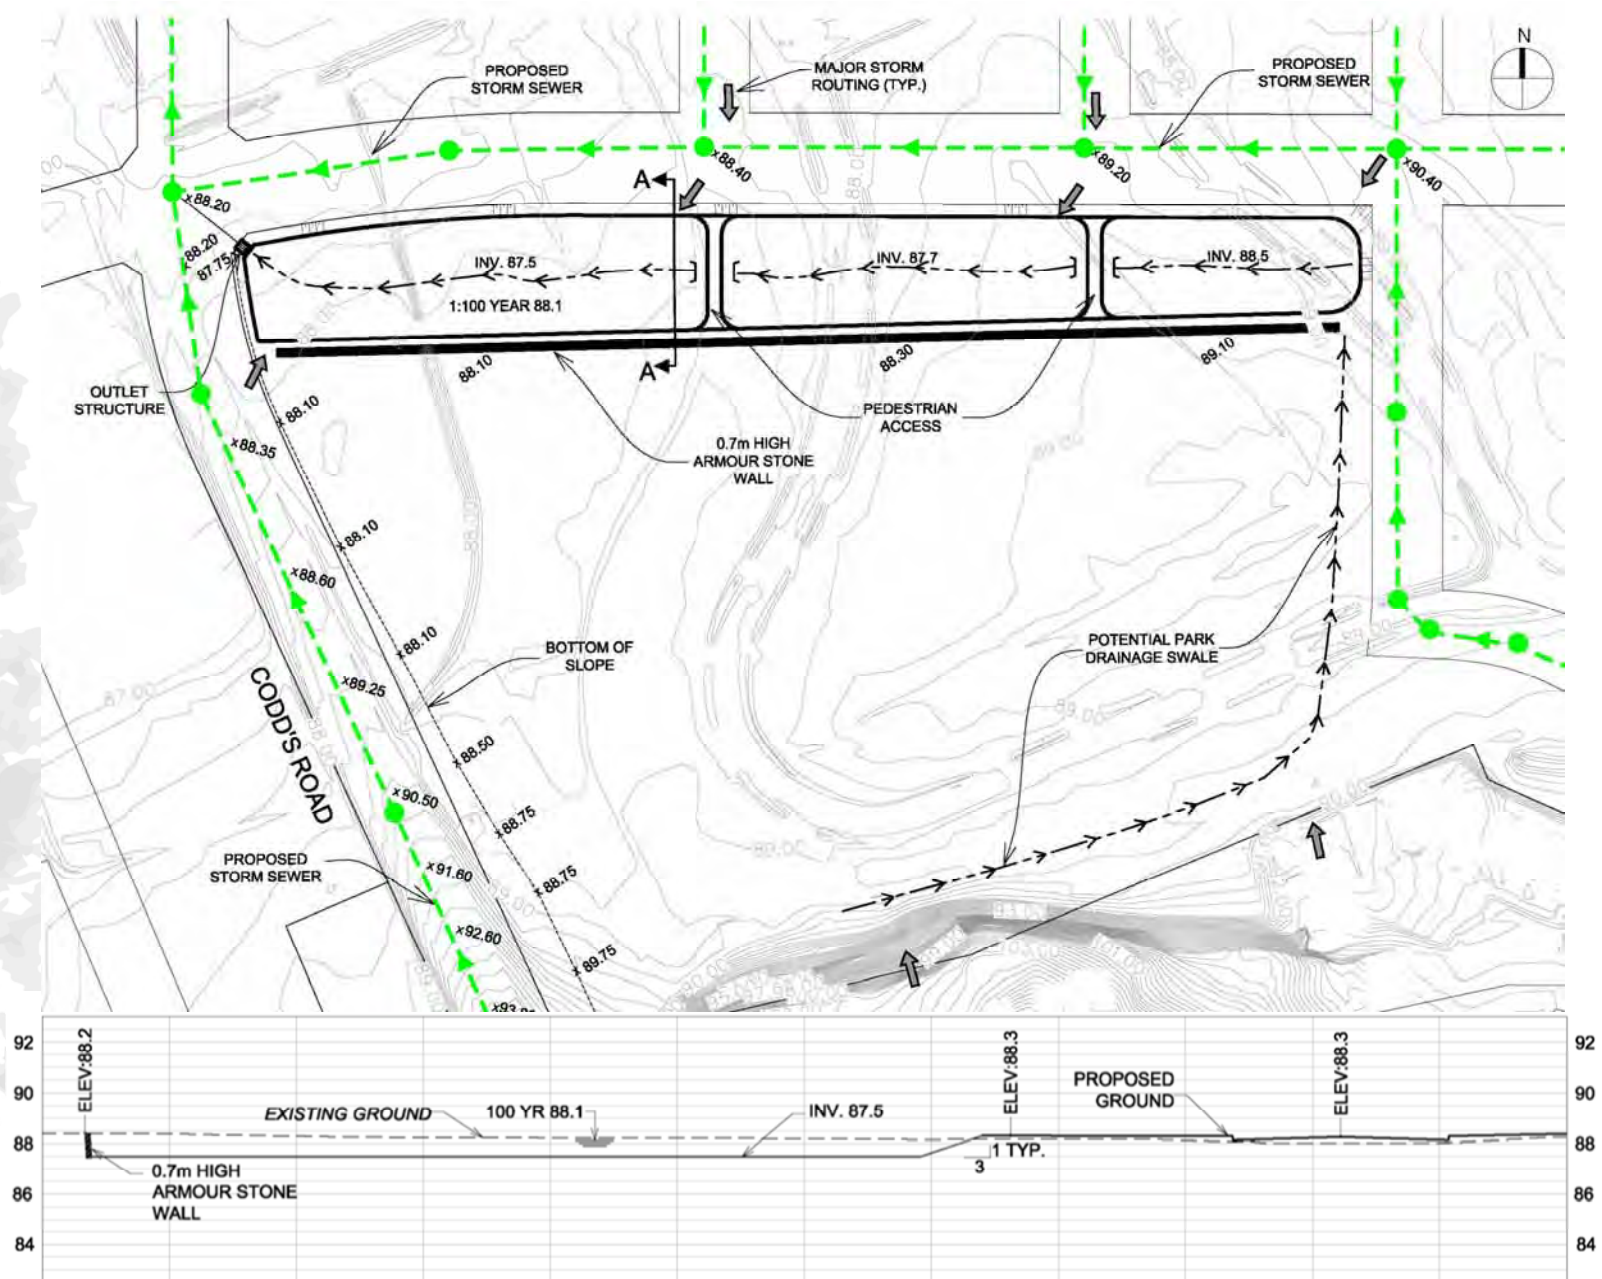 N
PROPOSED
STORM SEWER
MAJOR STORM
ROUTING (TYP.)
PROPOSED
STORM SEWER
x88.40
x89.20
x90.40
A
x88.20
88.20
87.75
INV. 87.5
INV. 87.7
INV. 88.5
1:100 YEAR 88.1
A
88.10
88.30
89.10
OUTLET
STRUCTURE
x88.10
x88.35
PEDESTRIAN
ACCESS
0.7m HIGH
ARMOUR STONE
WALL
88.00
x88.10
x88.60
x88.10
BOTTOM OF
SLOPE
POTENTIAL PARK
DRAINAGE SWALE
x89.25
87.00
89.00
CODD'S ROAD
x88.50
x90.50
x88.75
PROPOSED
STORM SEWER
x91.60
x88.75
x92.60
x89.75
92
90
88
86
84
ELEV:88.2
EXISTING GROUND
100 YR 88.1
INV. 87.5
ELEV:88.3
PROPOSED
GROUND
ELEV:88.3
1 TYP.
3
0.7m HIGH
ARMOUR STONE
WALL
92
90
88
86
84